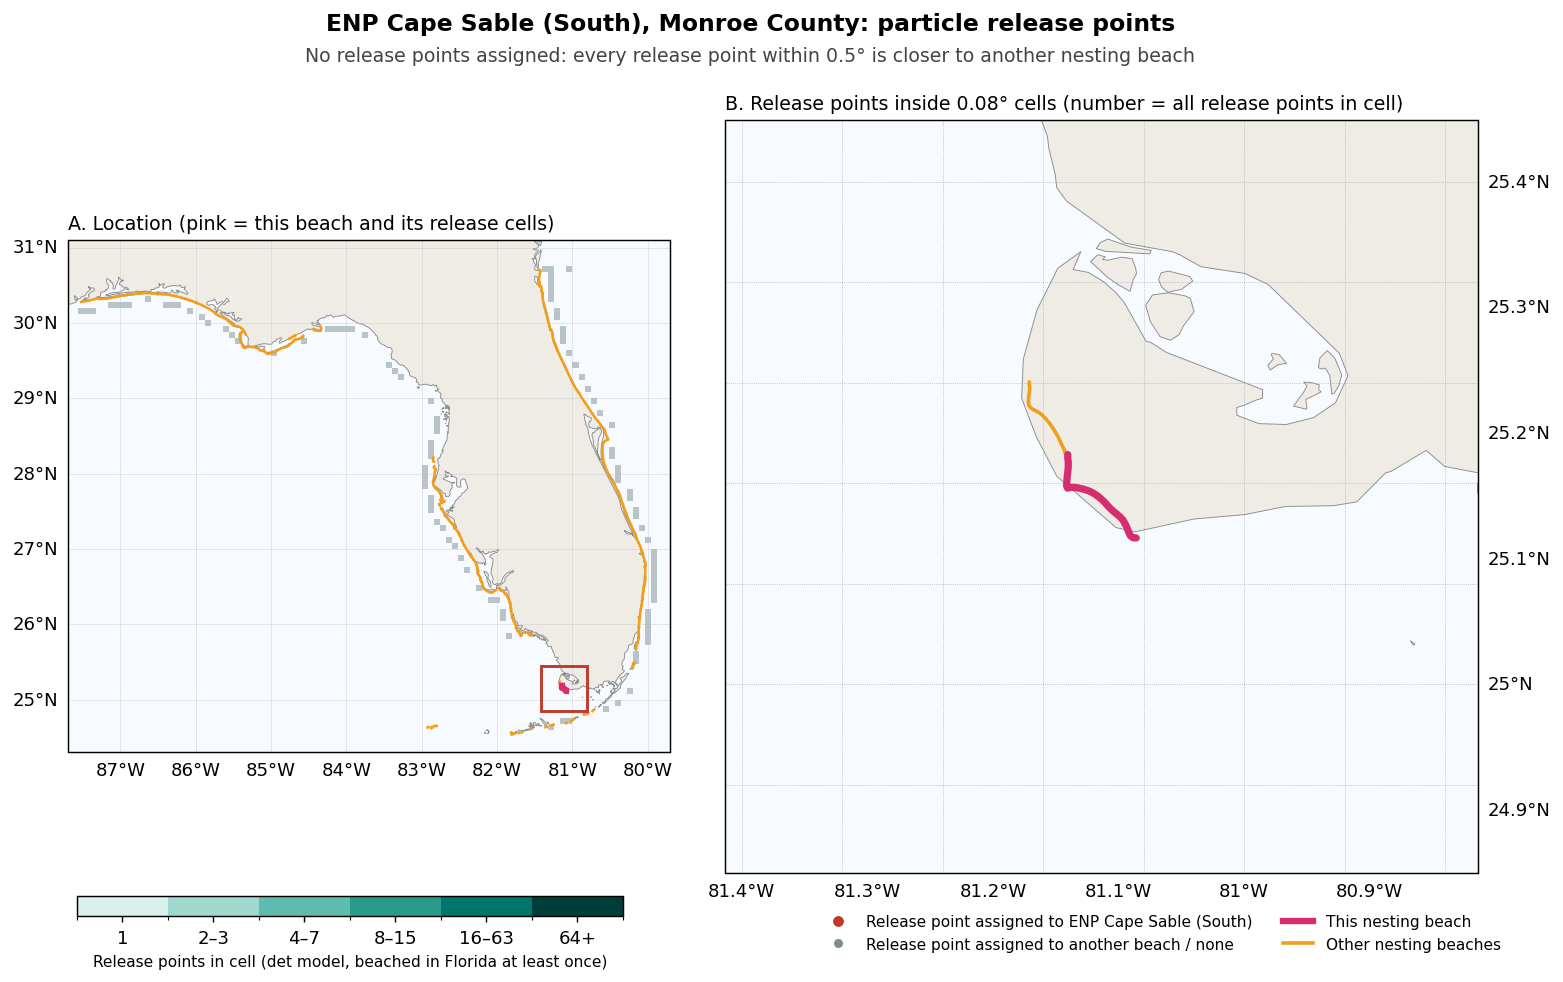 ENP Cape Sable (South), Monroe County: particle release points
No release points assigned: every release point within 0.5° is closer to another nesting beach
A. Location (pink = this beach and its release cells)
31°N
30°N
29°N
28°N
27°N
26°N
25°N
87°W 86°W 85°W 84°W 83°W 82°W 81°W 80°W
B. Release points inside 0.08° cells (number = all release points in cell)
25.4°N
25.3°N
25.2°N
25.1°N
25°N
24.9°N
81.4°W 81.3°W 81.2°W 81.1°W 81°W 80.9°W
1 2–3 4–7 8–15 16–63 64+
Release points in cell (det model, beached in Florida at least once)
Release point assigned to ENP Cape Sable (South)
Release point assigned to another beach / none
This nesting beach
Other nesting beaches